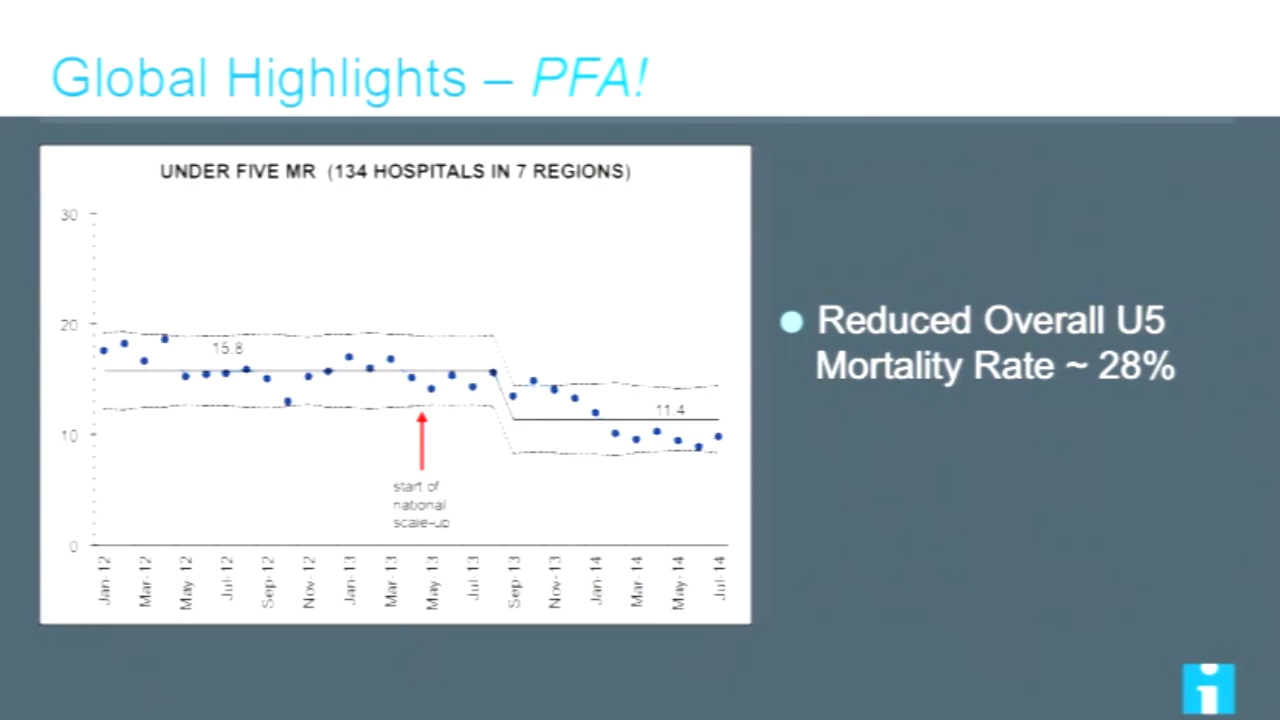 Global Highlights – PFA!
UNDER FIVE MR (134 HOSPITALS IN 7 REGIONS)
30
20
10
0
15.8
11.4
start of
national
scale-up
Jan-12
Mar-12
May-12
Jul-12
Sep-12
Nov-12
Jan-13
Mar-13
May-13
Jul-13
Sep-13
Nov-13
Jan-14
Mar-14
May-14
Jul-14
Reduced Overall U5
Mortality Rate ~ 28%